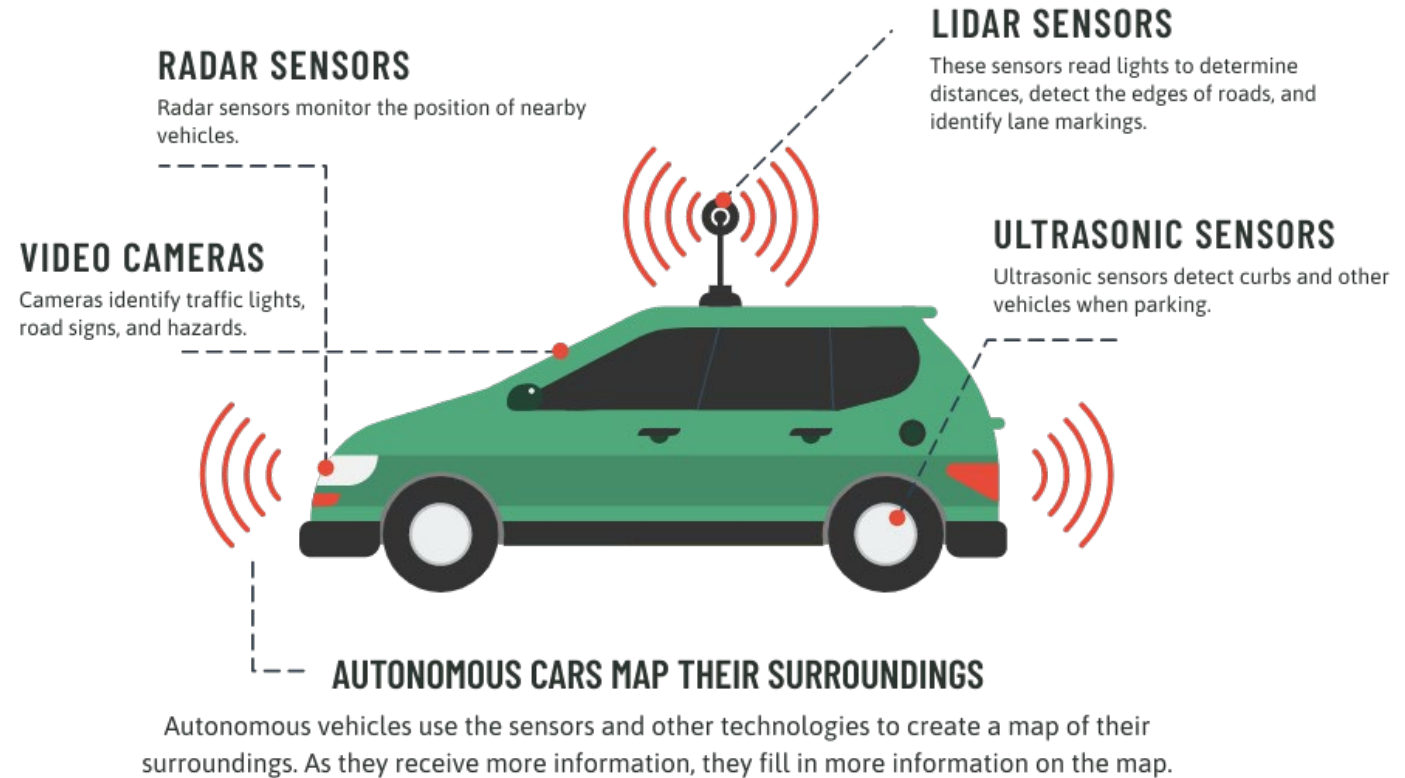 RADAR SENSORS
Radar sensors monitor the position of nearby
vehicles.
LIDAR SENSORS
These sensors read lights to determine
distances, detect the edges of roads, and
identify lane markings.
VIDEO CAMERAS
Cameras identify traffic lights,
road signs, and hazards.
ULTRASONIC SENSORS
Ultrasonic sensors detect curbs and other
vehicles when parking.
AUTONOMOUS CARS MAP THEIR SURROUNDINGS
Autonomous vehicles use the sensors and other technologies to create a map of their
surroundings. As they receive more information, they fill in more information on the map.